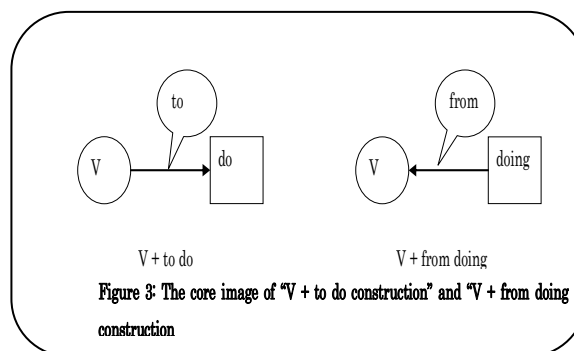 to
from
V
do
V
doing
V + to do
V + from doing
Figure 3: The core image of “V + to do construction” and “V + from doing
construction